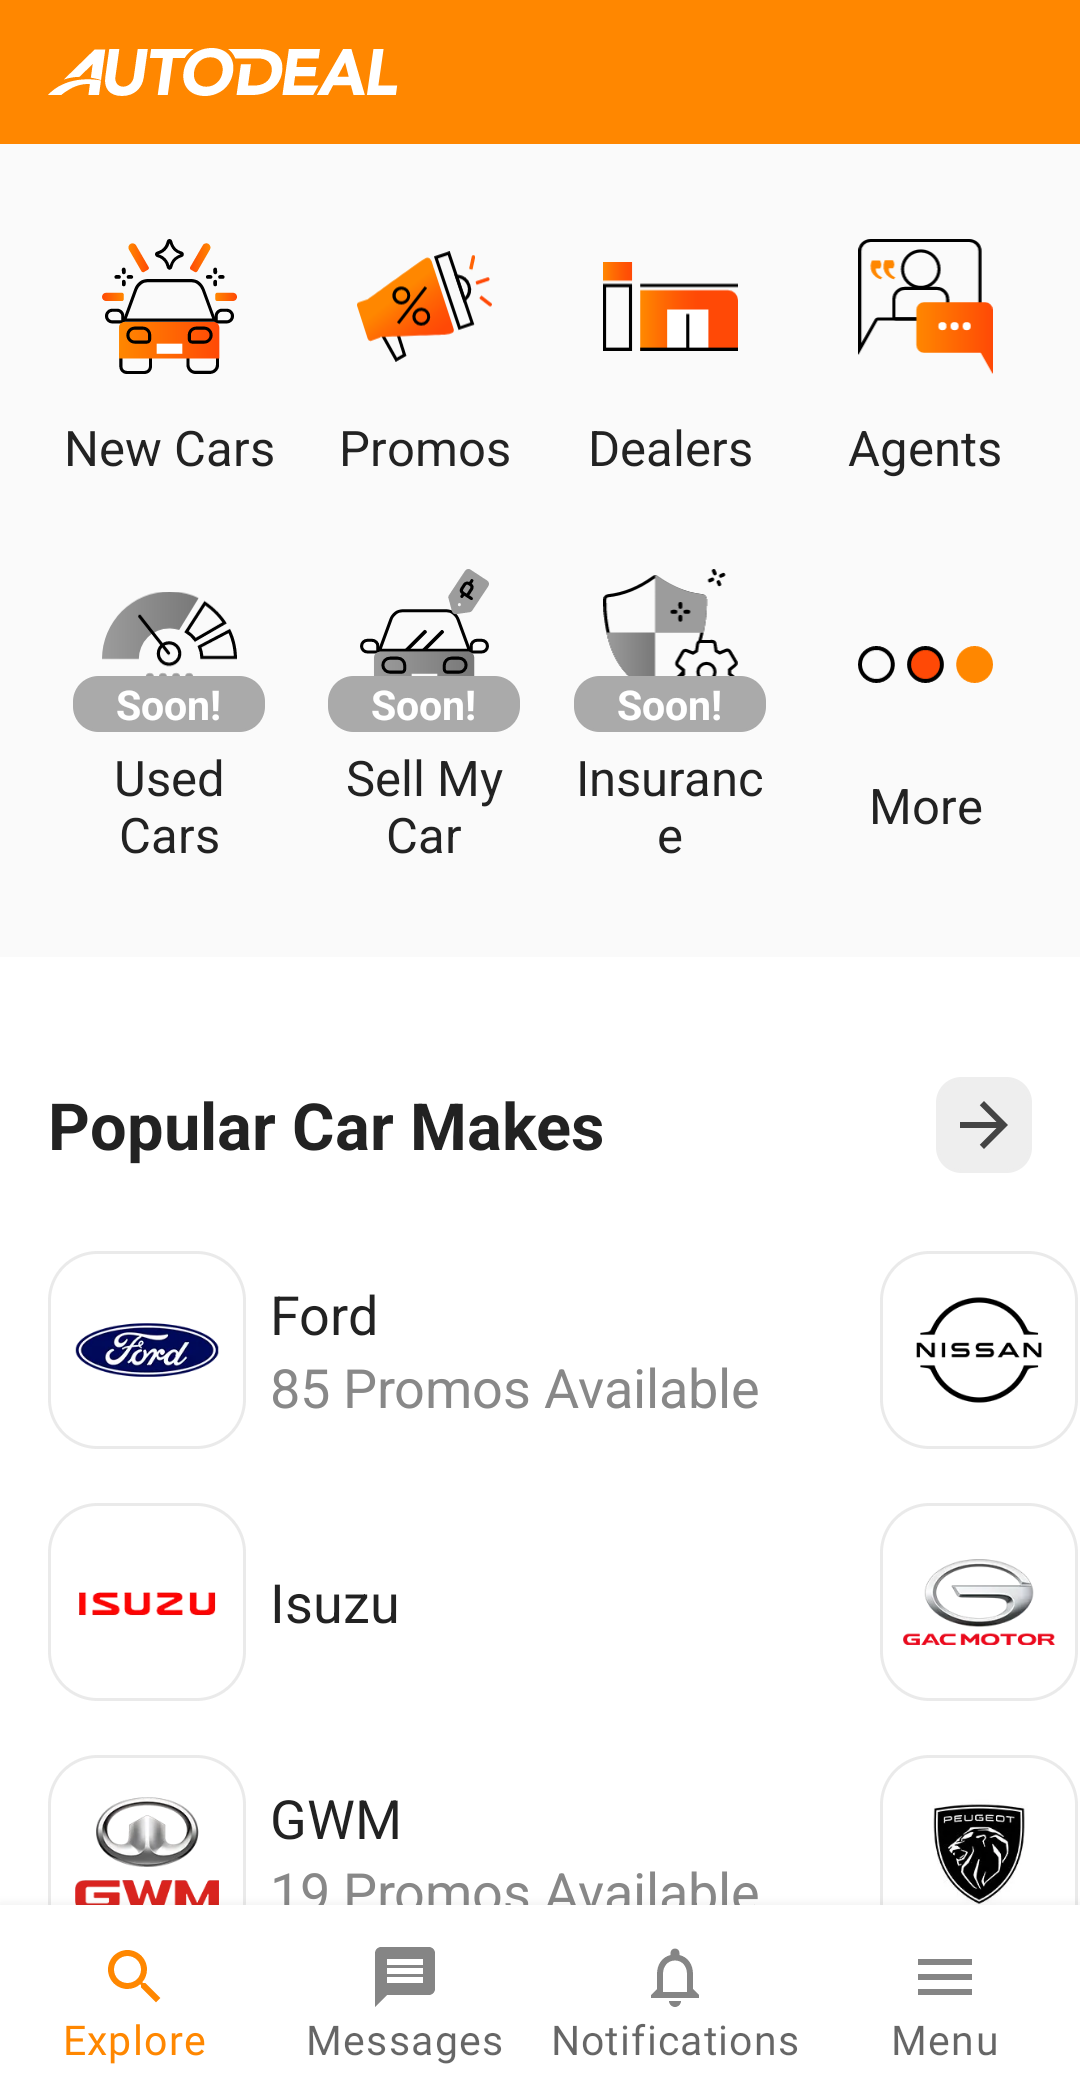 AUTODEAL
New Cars
Promos
Dealers
Agents
Soon!
Soon!
Soon!
Used
Cars
Sell My
Car
Insuranc
e
More
Popular Car Makes
Ford
Ford
85 Promos Available
NISSAN
ISUZU
Isuzu
GAC MOTOR
GWM
GWM
19 Promos Available
PEUGEOT
Explore
Messages
Notifications
Menu